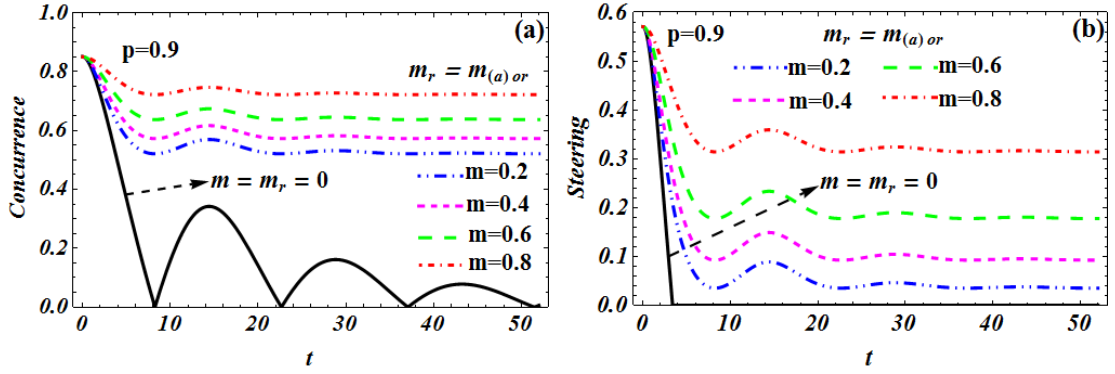 (a)
p=0.9
m_r = m_(a) or
m = m_r = 0
m=0.2
m=0.4
m=0.6
m=0.8
Concurrence
1.0
0.8
0.6
0.4
0.2
0.0
0 10 20 30 40 50
t
(b)
p=0.9
m_r = m_(a) or
m=0.2 m=0.6
m=0.4 m=0.8
m = m_r = 0
Steering
0.6
0.5
0.4
0.3
0.2
0.1
0.0
0 10 20 30 40 50
t